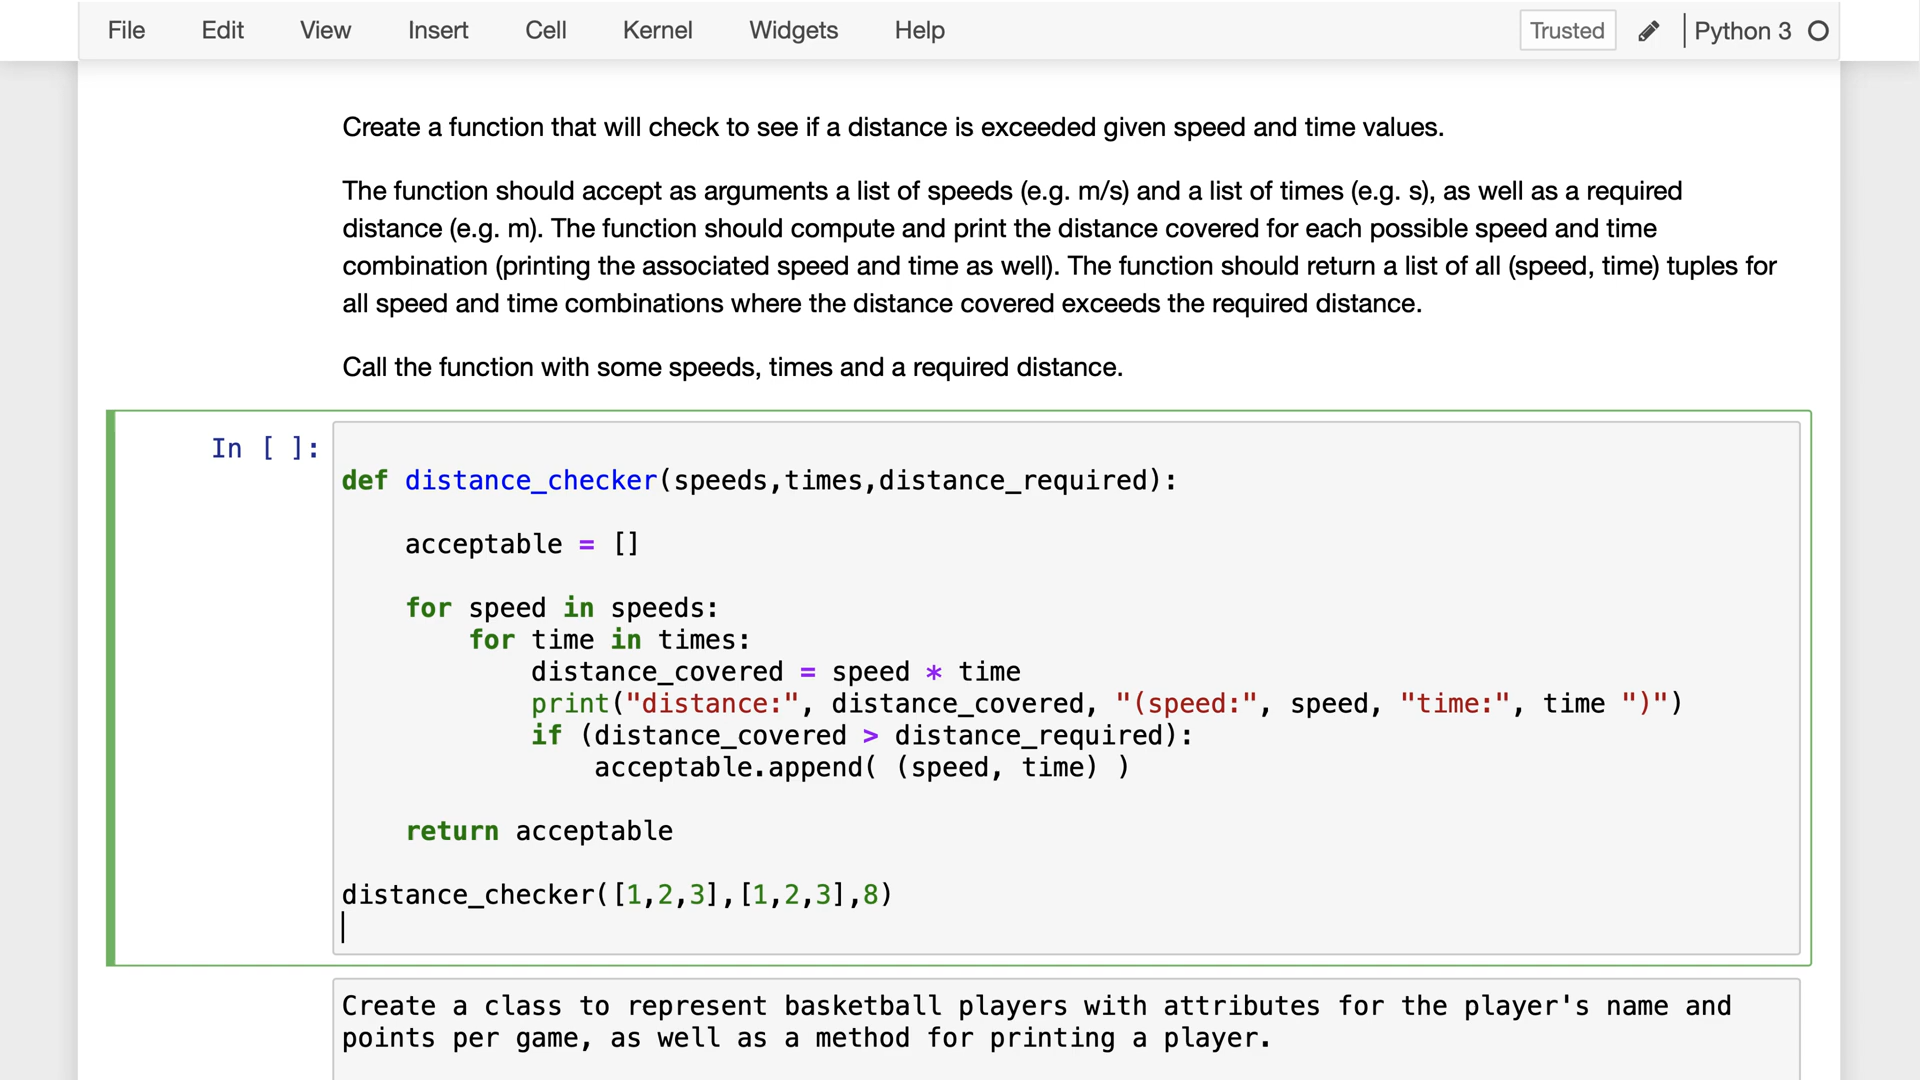 File Edit View Insert Cell Kernel Widgets Help Trusted Python 3
Create a function that will check to see if a distance is exceeded given speed and time values.
The function should accept as arguments a list of speeds (e.g. m/s) and a list of times (e.g. s), as well as a required
distance (e.g. m). The function should compute and print the distance covered for each possible speed and time
combination (printing the associated speed and time as well). The function should return a list of all (speed, time) tuples for
all speed and time combinations where the distance covered exceeds the required distance.
Call the function with some speeds, times and a required distance.
In [ ]:
def distance_checker(speeds,times,distance_required):
acceptable = []
for speed in speeds:
for time in times:
distance_covered = speed * time
print("distance:", distance_covered, "(speed:", speed, "time:", time ")")
if (distance_covered > distance_required):
acceptable.append( (speed, time) )
return acceptable
distance_checker([1,2,3],[1,2,3],8)
Create a class to represent basketball players with attributes for the player's name and
points per game, as well as a method for printing a player.